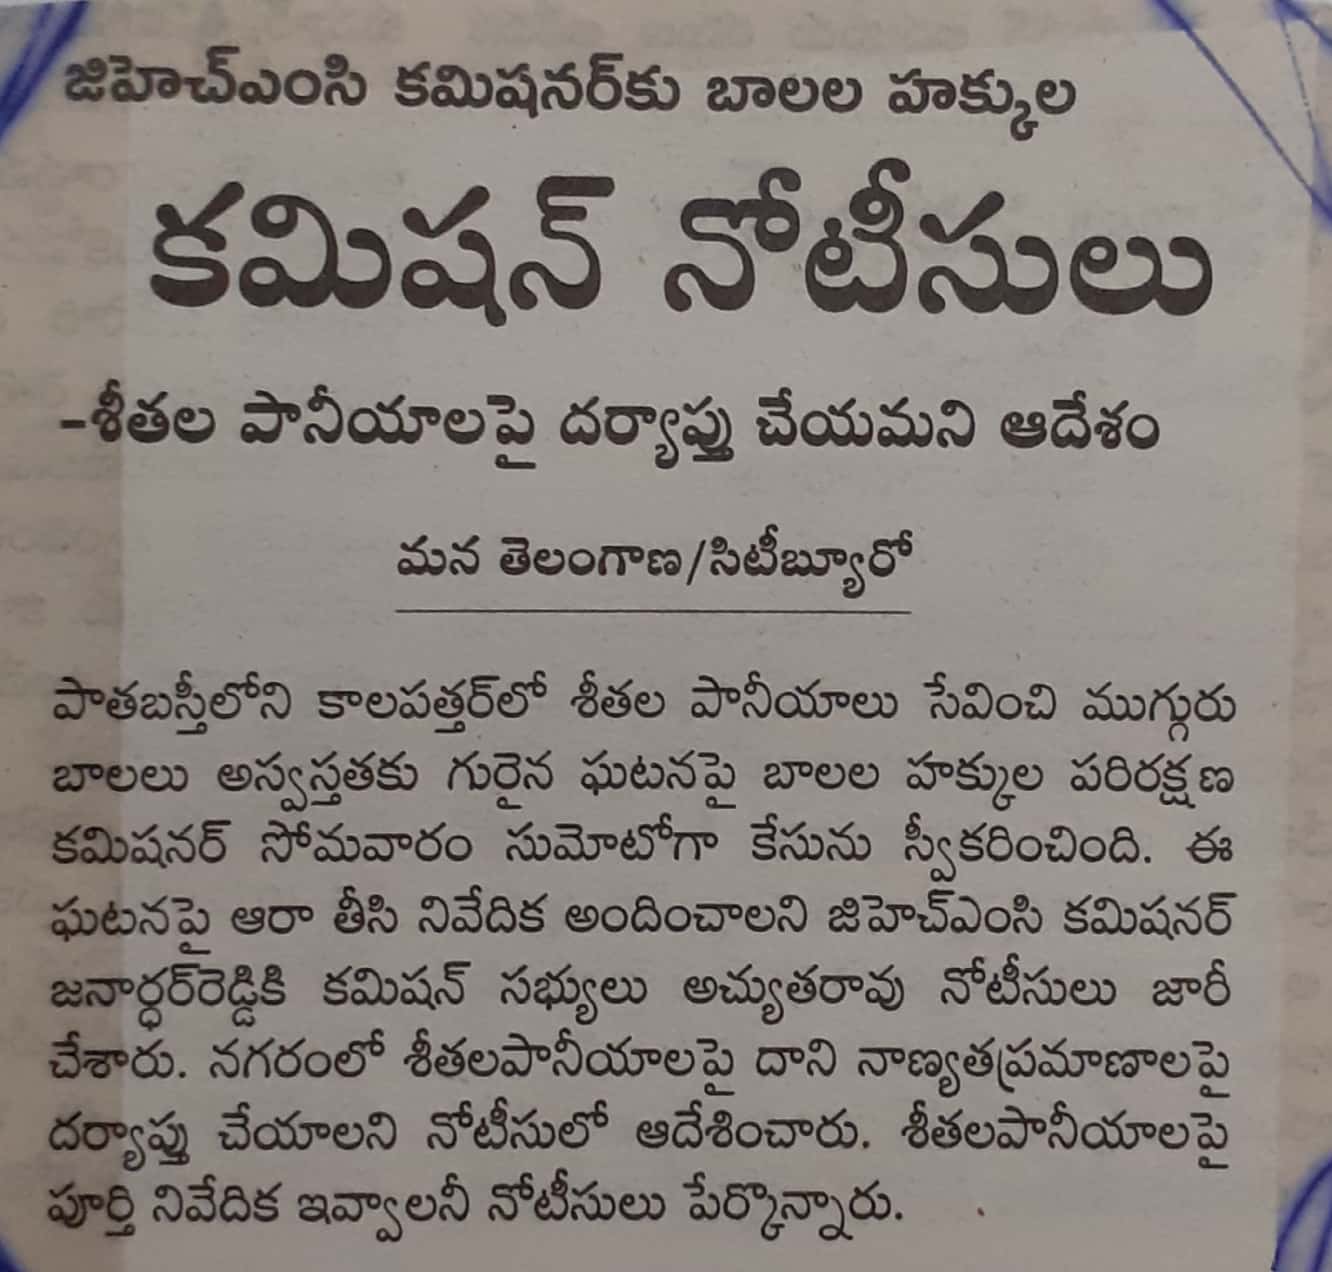 జిహెచ్ఎంసి కమిషనర్‌కు బాలల హక్కుల
కమిషన్ నోటీసులు
-శీతల పానీయాలపై దర్యాప్తు చేయమని ఆదేశం
మన తెలంగాణ/సిటీబ్యూరో
పాతబస్తీలోని కాలపత్తర్‌లో శీతల పానీయాలు సేవించి ముగ్గురు
బాలలు అస్వస్తతకు గురైన ఘటనపై బాలల హక్కుల పరిరక్షణ
కమిషనర్ సోమవారం సుమోటోగా కేసును స్వీకరించింది. ఈ
ఘటనపై ఆరా తీసి నివేదిక అందించాలని జిహెచ్ఎంసి కమిషనర్
జనార్ధర్‌రెడ్డికి కమిషన్ సభ్యులు అచ్యుతరావు నోటీసులు జారీ
చేశారు. నగరంలో శీతలపానీయాలపై దాని నాణ్యతప్రమాణాలపై
దర్యాప్తు చేయాలని నోటీసులో ఆదేశించారు. శీతలపానీయాలపై
పూర్తి నివేదిక ఇవ్వాలనీ నోటీసులు పేర్కొన్నారు.